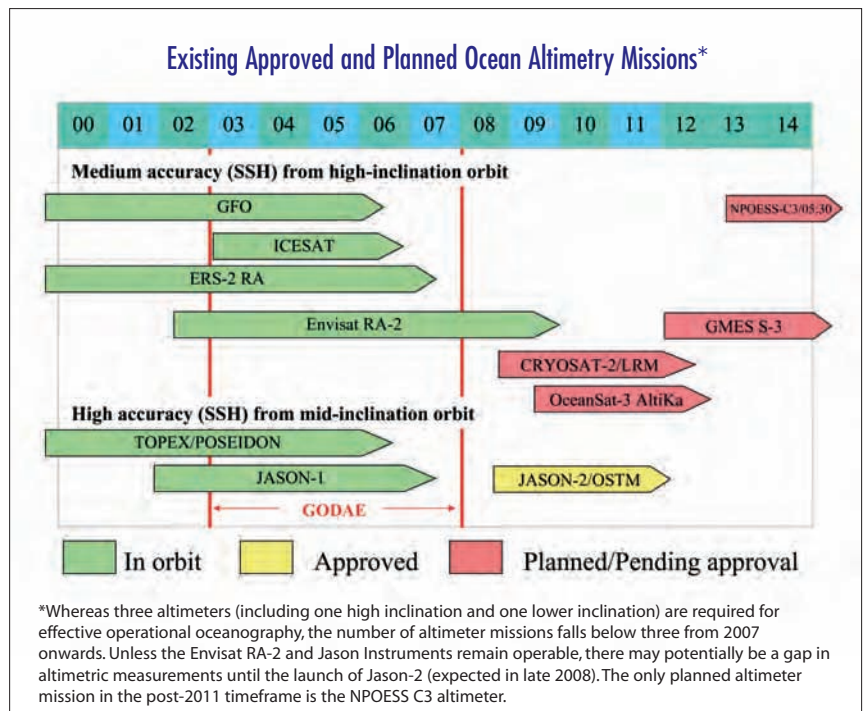 Existing Approved and Planned Ocean Altimetry Missions*
00 01 02 03 04 05 06 07 08 09 10 11 12 13 14
Medium accuracy (SSH) from high-inclination orbit
GFO
NPOESS-C3/05:30
ICESAT
ERS-2 RA
Envisat RA-2
GMES S-3
CRYOSAT-2/LRM
OceanSat-3 AltiKa
High accuracy (SSH) from mid-inclination orbit
TOPEX/POSEIDON
JASON-1
JASON-2/OSTM
GODAE
In orbit
Approved
Planned/Pending approval
*Whereas three altimeters (including one high inclination and one lower inclination) are required for
effective operational oceanography, the number of altimeter missions falls below three from 2007
onwards. Unless the Envisat RA-2 and Jason Instruments remain operable, there may potentially be a gap in
altimetric measurements until the launch of Jason-2 (expected in late 2008). The only planned altimeter
mission in the post-2011 timeframe is the NPOESS C3 altimeter.